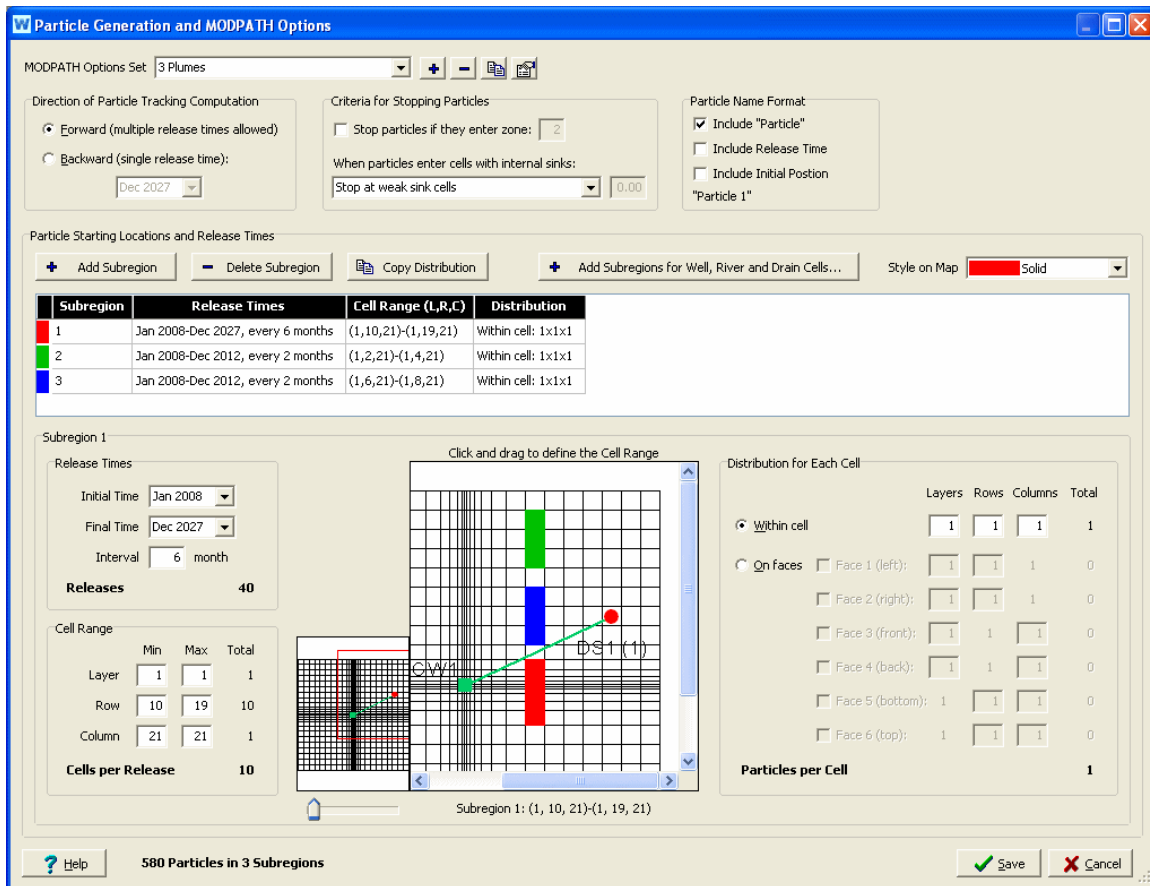 Particle Generation and MODPATH Options
MODPATH Options Set 3 Plumes
Direction of Particle Tracking Computation
Forward (multiple release times allowed)
Backward (single release time):
Dec 2027
Criteria for Stopping Particles
Stop particles if they enter zone: 2
When particles enter cells with internal sinks:
Stop at weak sink cells 0.00
Particle Name Format
Include "Particle"
Include Release Time
Include Initial Postion
"Particle 1"
Particle Starting Locations and Release Times
Add Subregion Delete Subregion Copy Distribution Add Subregions for Well, River and Drain Cells... Style on Map Solid
Subregion Release Times Cell Range (L,R,C) Distribution
1 Jan 2008-Dec 2027, every 6 months (1,10,21)-(1,19,21) Within cell: 1x1x1
2 Jan 2008-Dec 2012, every 2 months (1,2,21)-(1,4,21) Within cell: 1x1x1
3 Jan 2008-Dec 2012, every 2 months (1,6,21)-(1,8,21) Within cell: 1x1x1
Subregion 1
Release Times
Initial Time Jan 2008
Final Time Dec 2027
Interval 6 month
Releases 40
Cell Range
Min Max Total
Layer 1 1 1
Row 10 19 10
Column 21 21 1
Cells per Release 10
Click and drag to define the Cell Range
DS1 (1)
CW1
Subregion 1: (1, 10, 21)-(1, 19, 21)
Distribution for Each Cell
Layers Rows Columns Total
Within cell 1 1 1 1
On faces Face 1 (left): 1 1 1 0
Face 2 (right): 1 1 1 0
Face 3 (front): 1 1 1 0
Face 4 (back): 1 1 1 0
Face 5 (bottom): 1 1 1 0
Face 6 (top): 1 1 1 0
Particles per Cell 1
Help 580 Particles in 3 Subregions Save Cancel